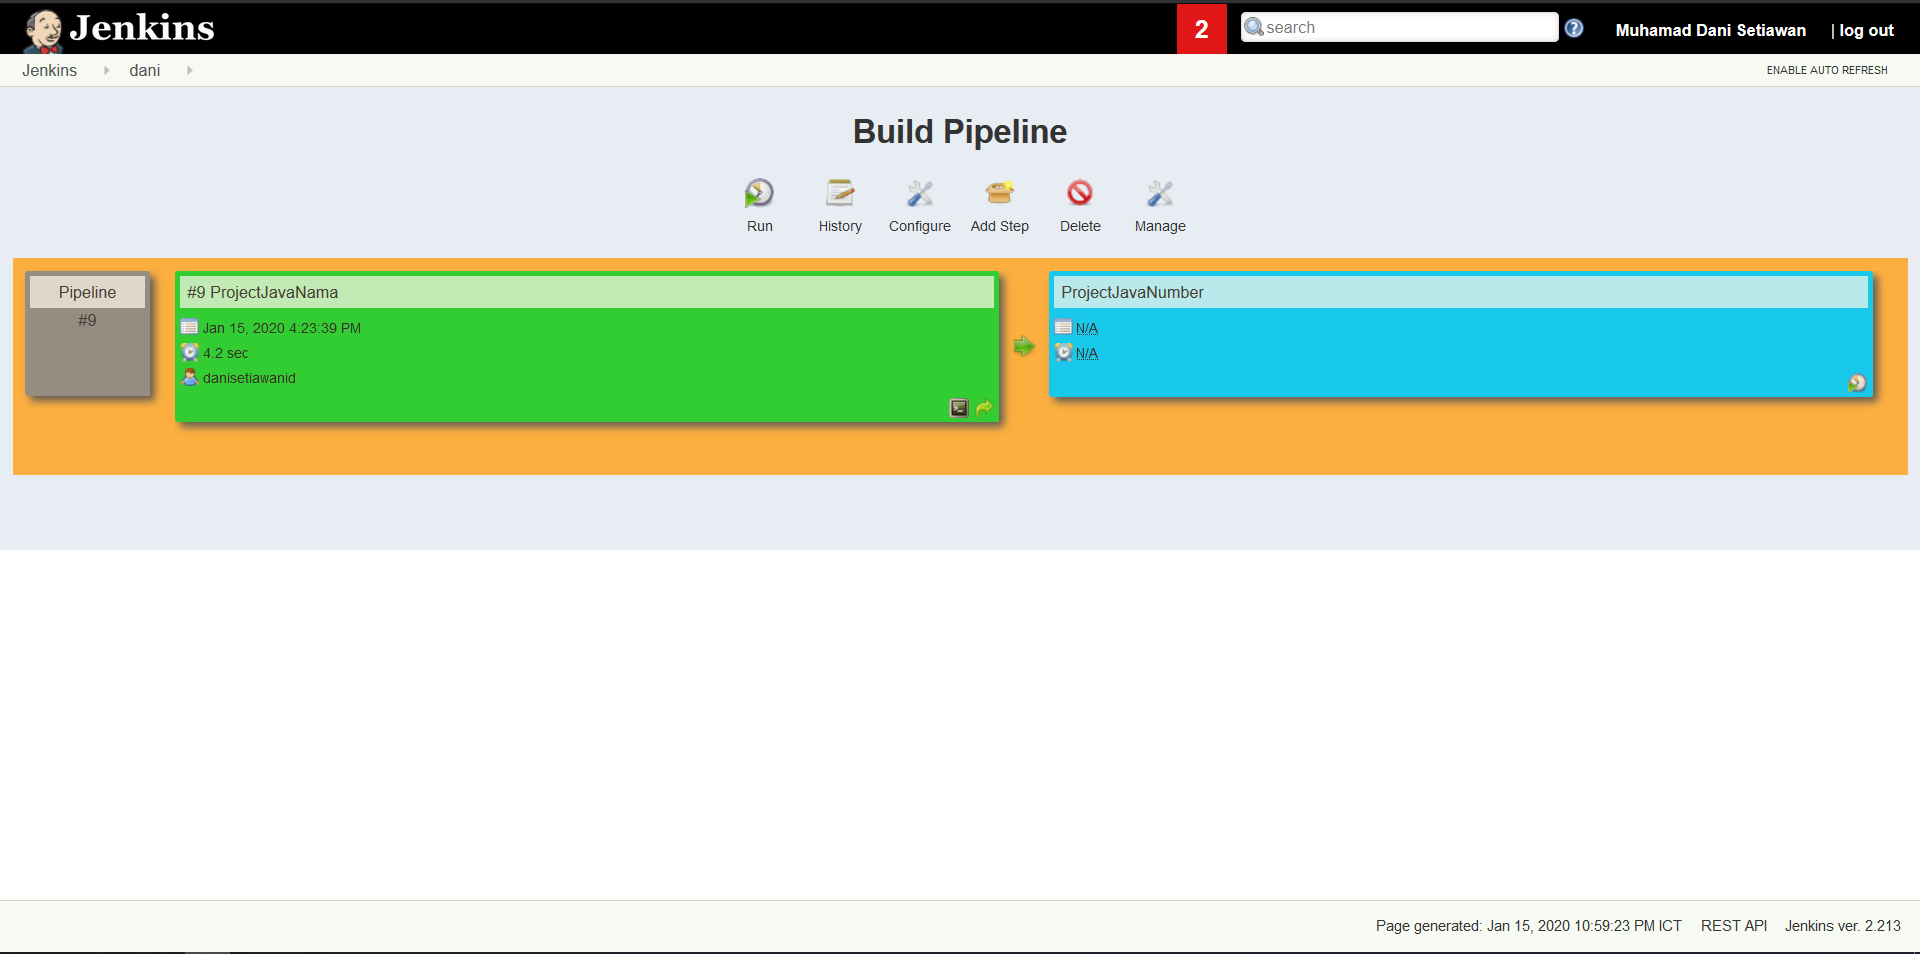 Jenkins
2
search
Muhamad Dani Setiawan
| log out
Jenkins
dani
ENABLE AUTO REFRESH
Build Pipeline
Run
History
Configure
Add Step
Delete
Manage
Pipeline
#9
#9 ProjectJavaNama
Jan 15, 2020 4:23:39 PM
4.2 sec
danisetiawanid
ProjectJavaNumber
N/A
N/A
Page generated: Jan 15, 2020 10:59:23 PM ICT
REST API
Jenkins ver. 2.213